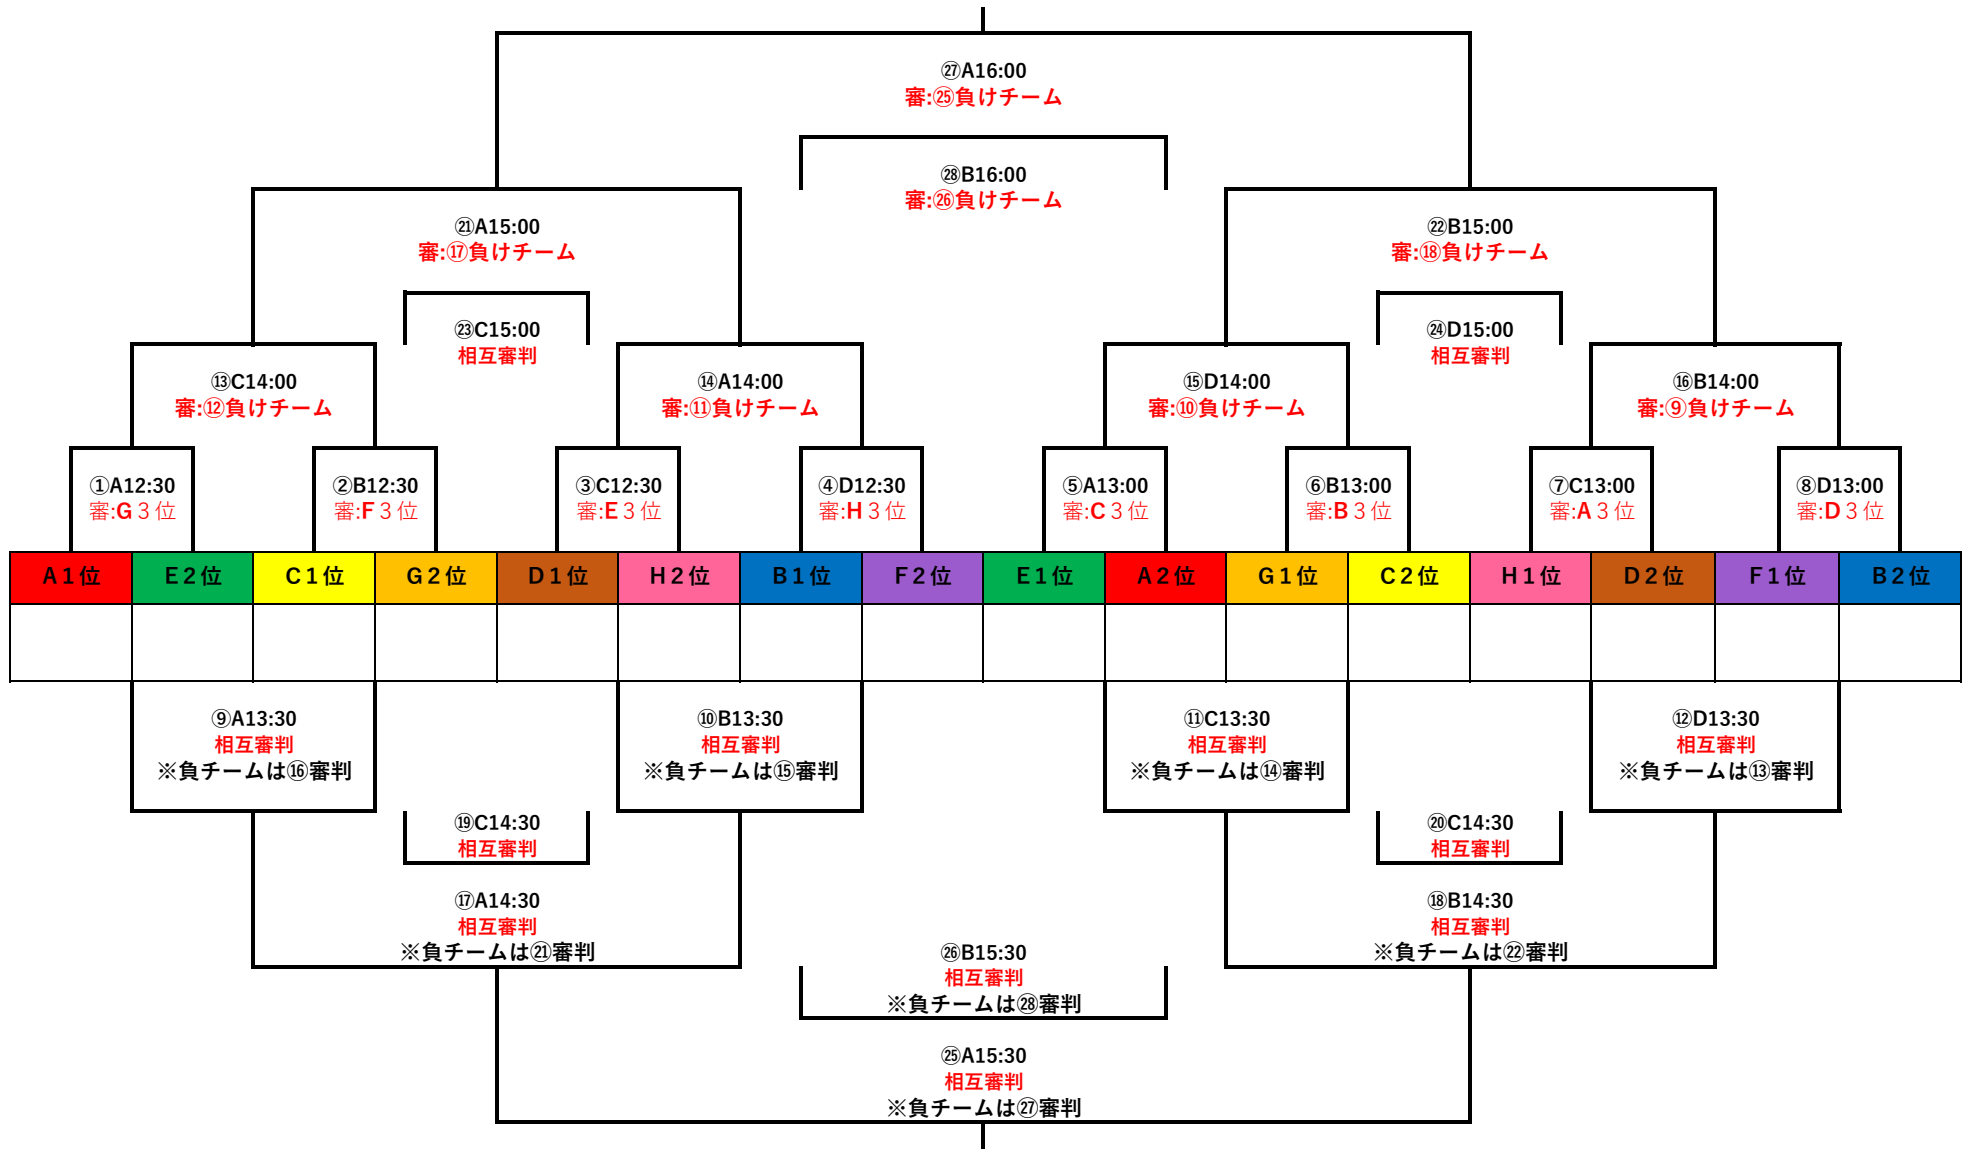 ㉗A16:00
審:㉕負けチーム
㉘B16:00
審:㉖負けチーム
㉑A15:00
審:⑰負けチーム
㉒B15:00
審:⑱負けチーム
㉓C15:00
相互審判
㉔D15:00
相互審判
⑬C14:00
審:⑫負けチーム
⑭A14:00
審:⑪負けチーム
⑮D14:00
審:⑩負けチーム
⑯B14:00
審:⑨負けチーム
①A12:30
審:G３位
②B12:30
審:F３位
③C12:30
審:E３位
④D12:30
審:H３位
⑤A13:00
審:C３位
⑥B13:00
審:B３位
⑦C13:00
審:A３位
⑧D13:00
審:D３位
A１位 E２位 C１位 G２位 D１位 H２位 B１位 F２位 E１位 A２位 G１位 C２位 H１位 D２位 F１位 B２位
⑨A13:30
相互審判
※負チームは⑯審判
⑩B13:30
相互審判
※負チームは⑮審判
⑪C13:30
相互審判
※負チームは⑭審判
⑫D13:30
相互審判
※負チームは⑬審判
⑲C14:30
相互審判
⑳C14:30
相互審判
⑰A14:30
相互審判
※負チームは㉑審判
⑱B14:30
相互審判
※負チームは㉒審判
㉖B15:30
相互審判
※負チームは㉘審判
㉕A15:30
相互審判
※負チームは㉗審判